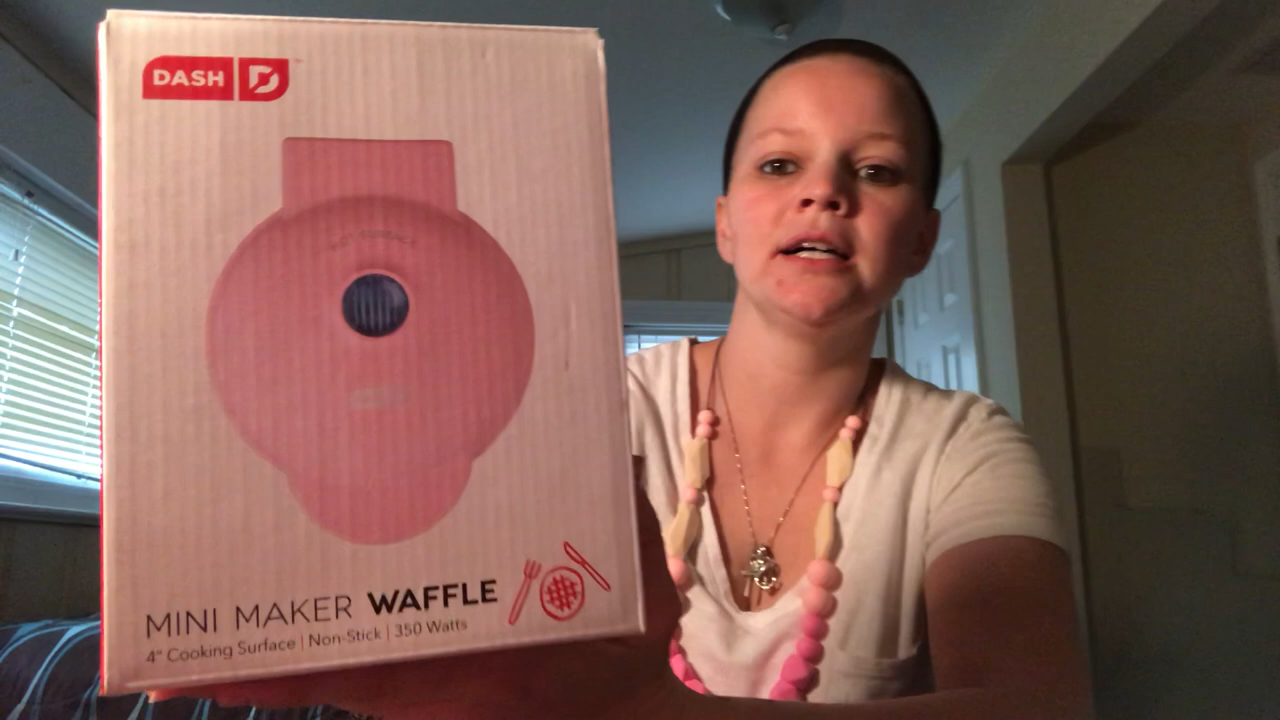 DASH
MINI MAKER WAFFLE
4" Cooking Surface | Non-Stick | 350 Watts